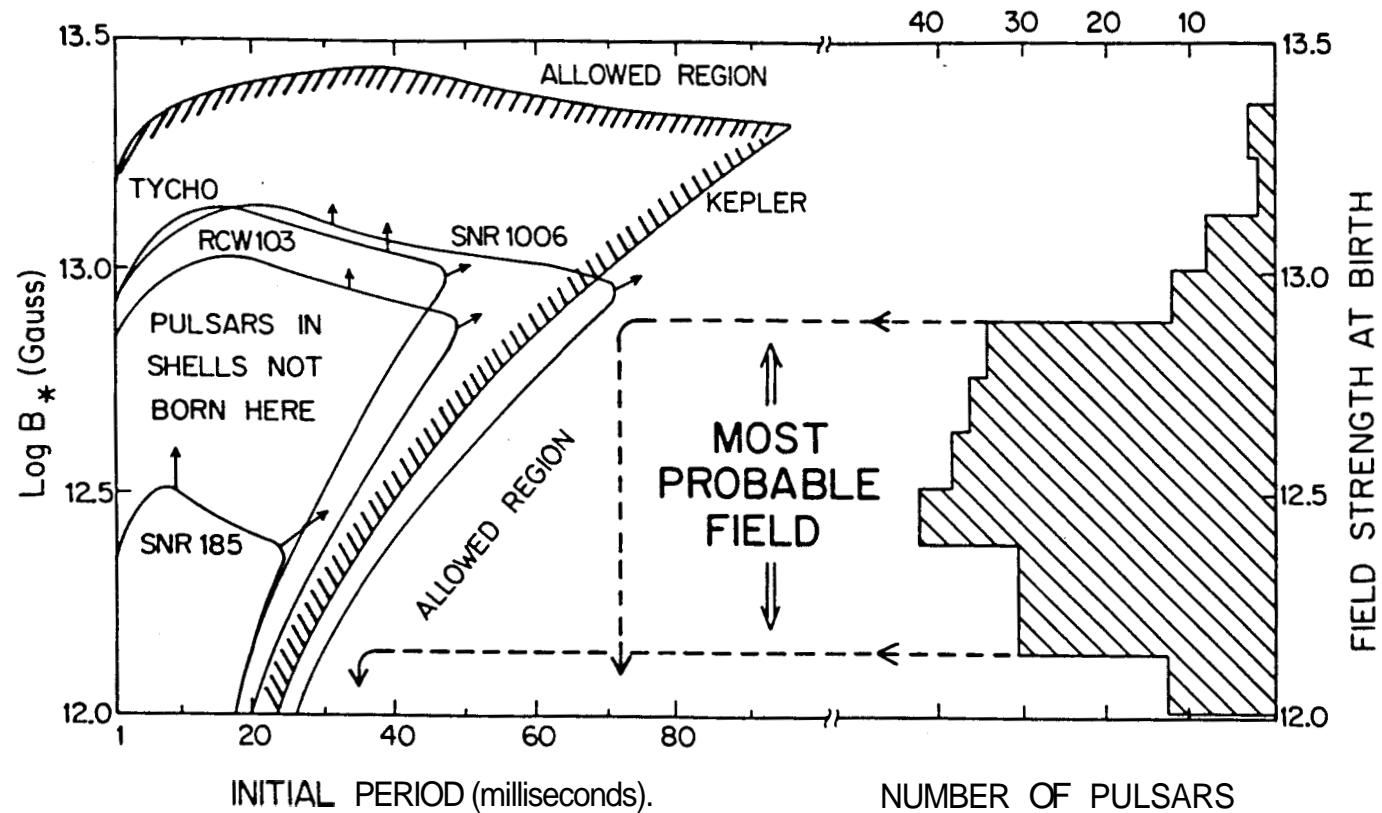 40 30 20 10
13.5 13.5
ALLOWED REGION
TYCHO
KEPLER
RCW103 SNR 1006
13.0 13.0
PULSARS IN
SHELLS NOT
BORN HERE
MOST
PROBABLE
FIELD
12.5 12.5
SNR 185
ALLOWED REGION
12.0 12.0
1 20 40 60 80
LOG B * (Gauss)
FIELD STRENGTH AT BIRTH
INITIAL PERIOD (milliseconds). NUMBER OF PULSARS